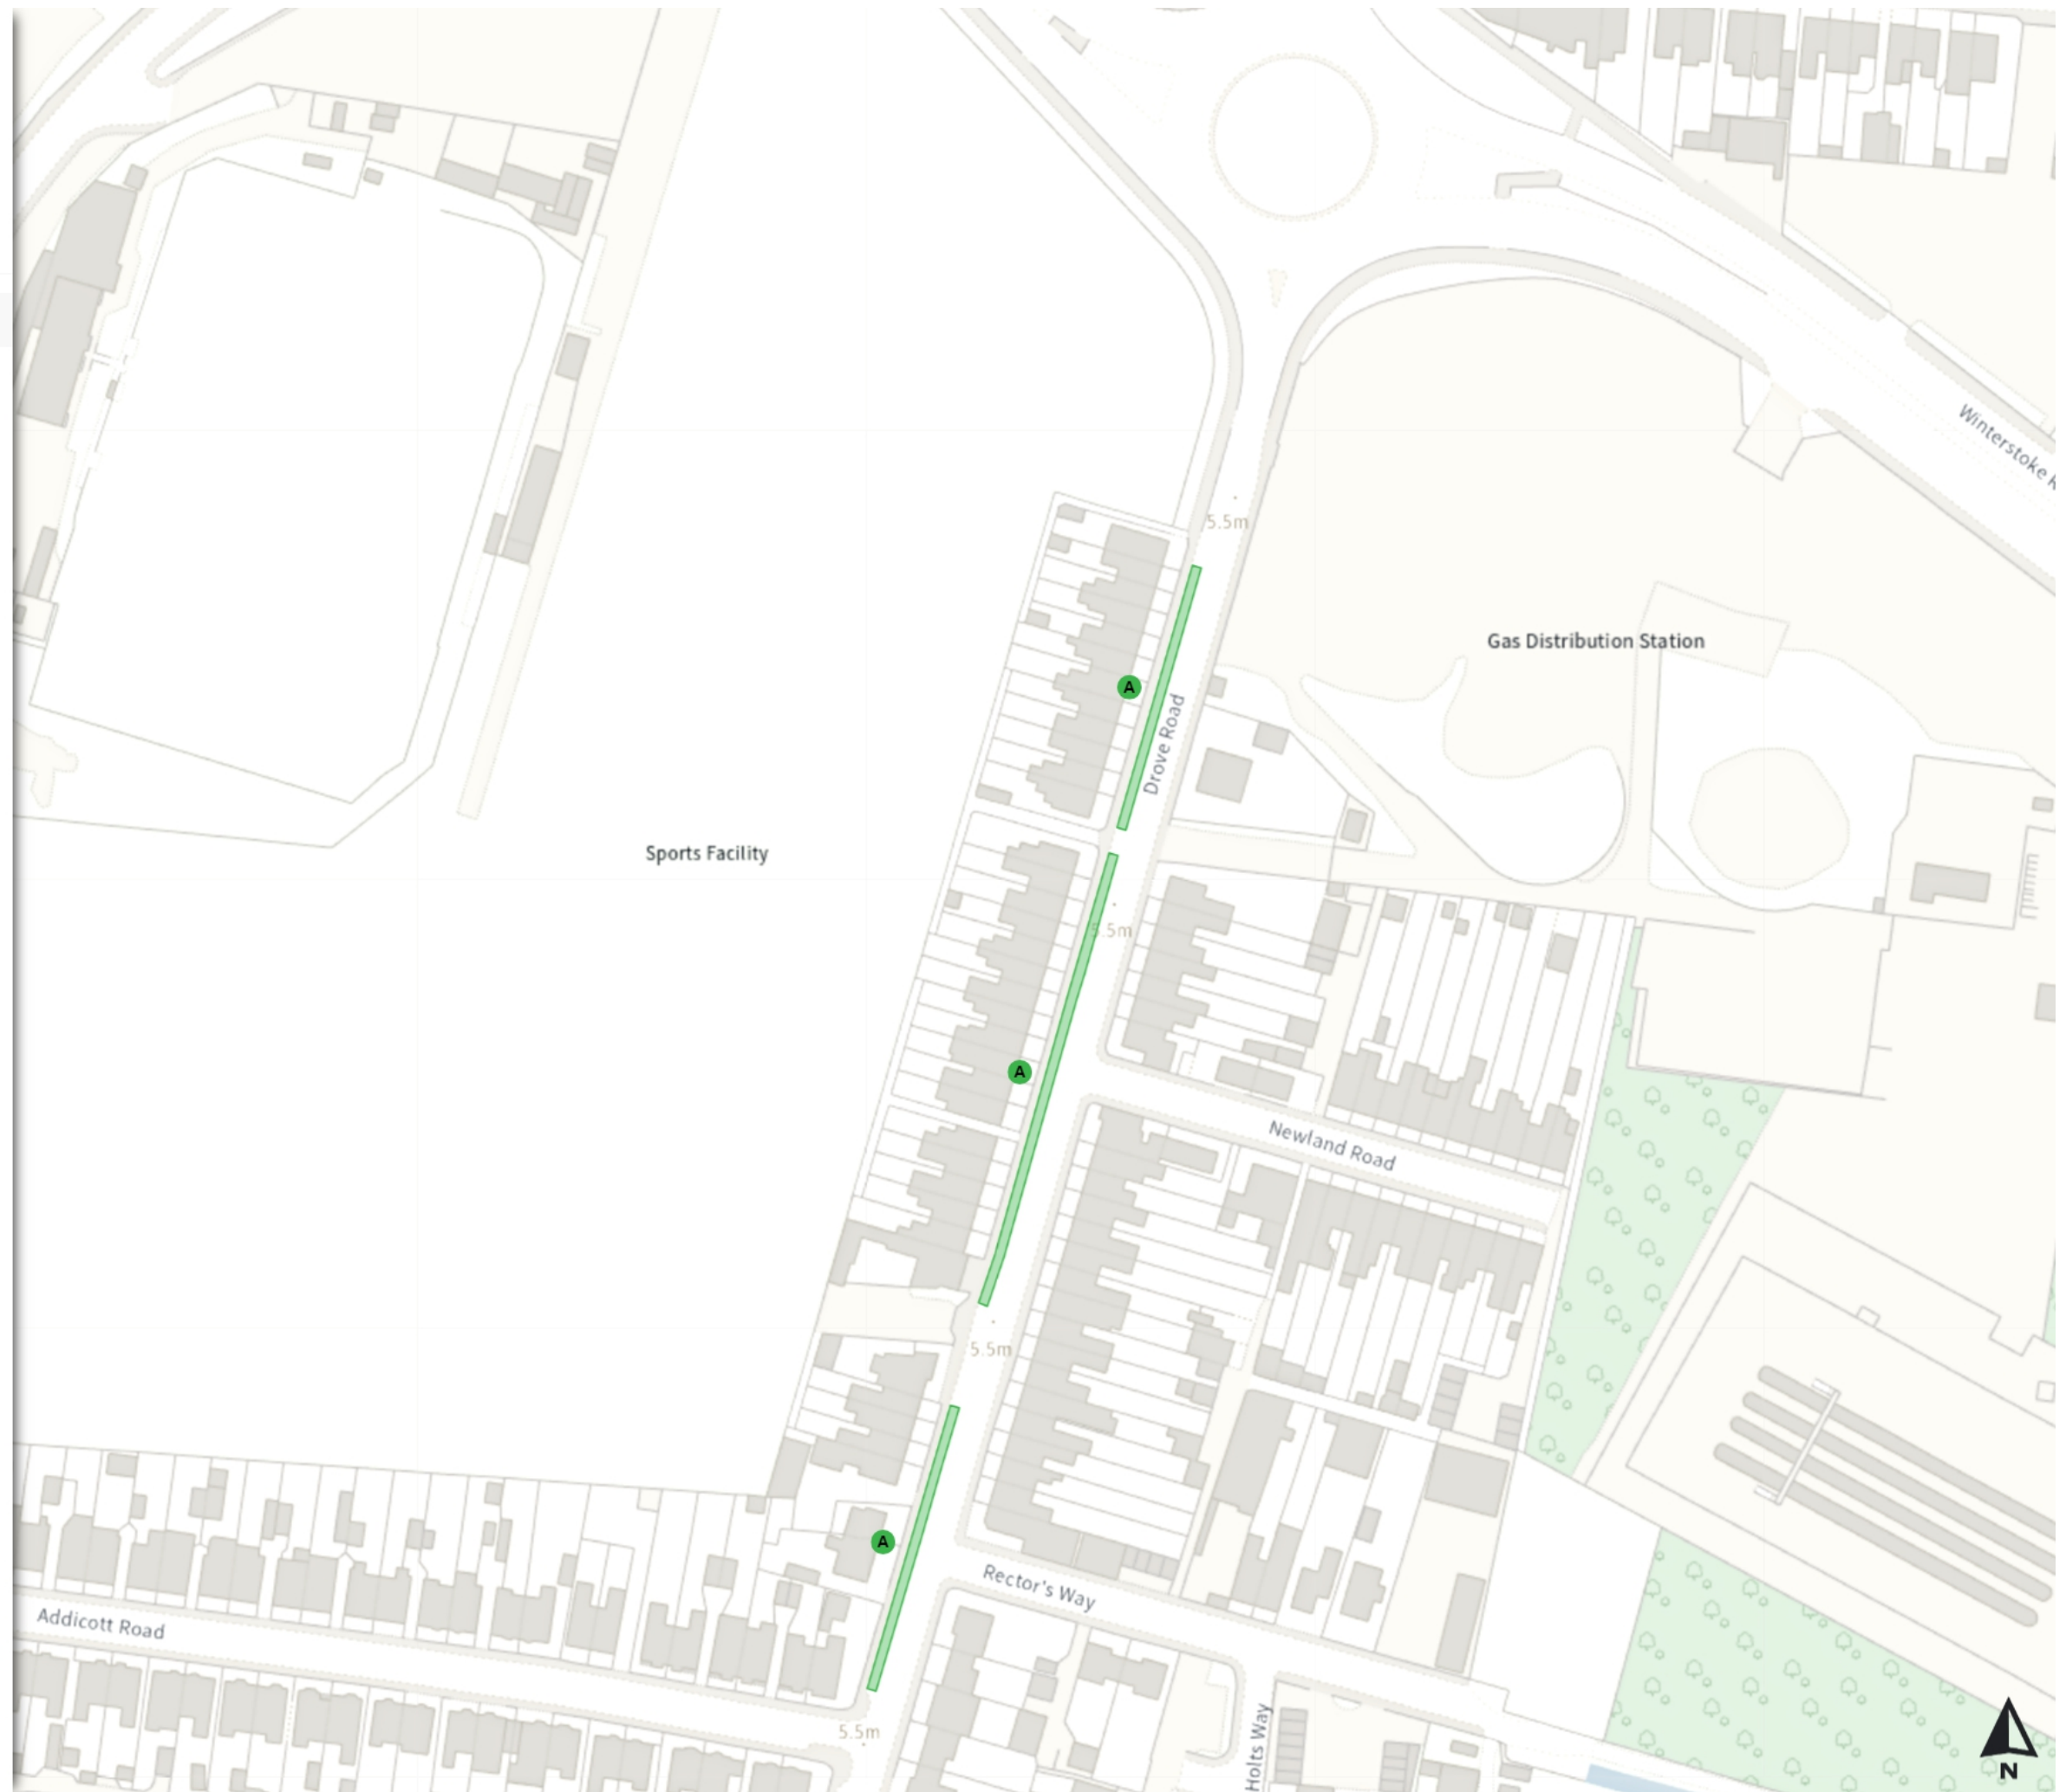 Winterstoke R
5.5m
Gas Distribution Station
A
Drove Road
Sports Facility
5.5m
A
Newland Road
5.5m
A
Rector's Way
Addicott Road
Holts Way
5.5m
N